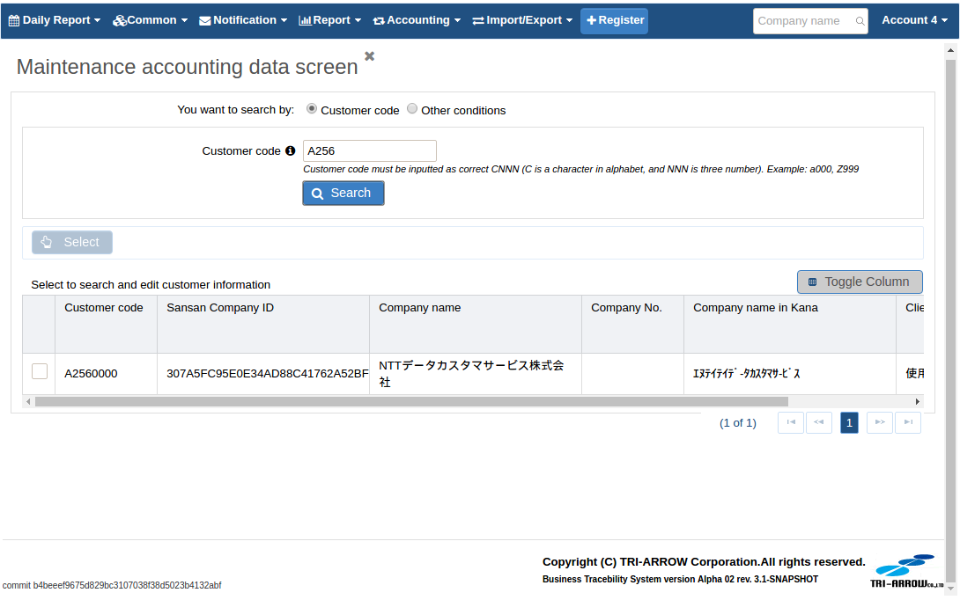 Daily Report Common Notification Report Accounting Import/Export Register Company name Account 4
Maintenance accounting data screen
You want to search by: Customer code Other conditions
Customer code A256
Customer code must be inputted as correct CNNN (C is a character in alphabet, and NNN is three number). Example: a000, Z999
Search
Select
Select to search and edit customer information Toggle Column
Customer code Sansan Company ID Company name Company No. Company name in Kana Clie
A2560000 307A5FC95E0E34AD88C41762A52BF NTTデータカスタマサービス株式会 ｴﾇﾃｲﾃｲﾃﾞｰﾀｶｽﾀﾏｻｰﾋﾞｽ 使用
社
(1 of 1) 1
Copyright (C) TRI-ARROW Corporation.All rights reserved.
Business Tracebility System version Alpha 02 rev. 3.1-SNAPSHOT
TRI-ARROW Co.,LTD
commit b4beeef9675d829bc3107038f38d5023b4132abf